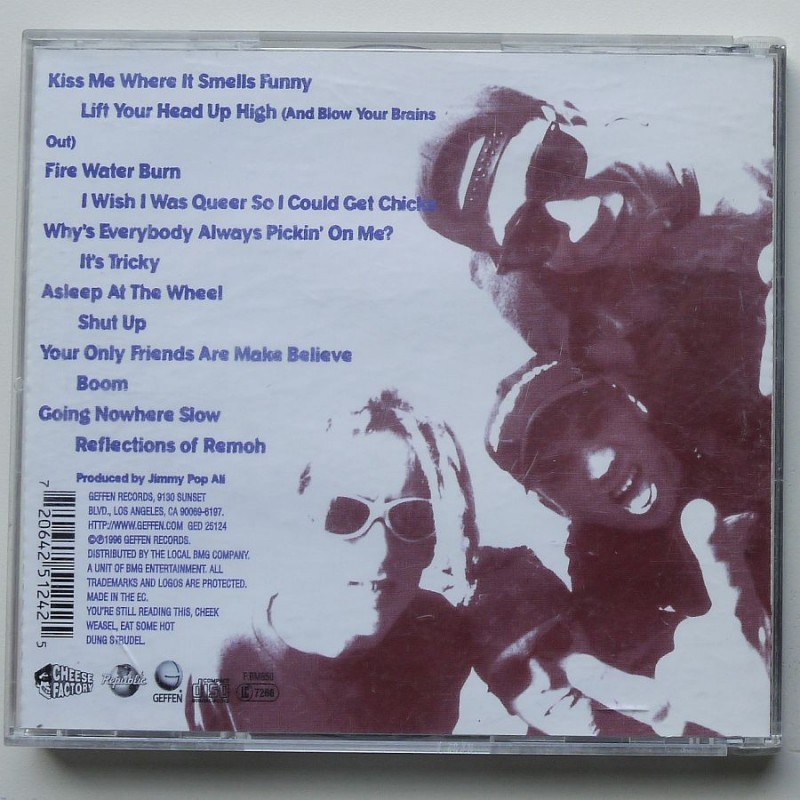 Kiss Me Where It Smells Funny
Lift Your Head Up High (And Blow Your Brains
Out)
Fire Water Burn
I Wish I Was Queer So I Could Get Chicks
Why's Everybody Always Pickin' On Me?
It's Tricky
Asleep At The Wheel
Shut Up
Your Only Friends Are Make Believe
Boom
Going Nowhere Slow
Reflections of Remoh
Produced by Jimmy Pop Ali
GEFFEN RECORDS, 9130 SUNSET
BLVD., LOS ANGELES, CA 90069-6197.
HTTP://WWW.GEFFEN.COM GED 25124
©℗1996 GEFFEN RECORDS.
DISTRIBUTED BY THE LOCAL BMG COMPANY.
A UNIT OF BMG ENTERTAINMENT. ALL
TRADEMARKS AND LOGOS ARE PROTECTED.
MADE IN THE EC.
YOU'RE STILL READING THIS, CHEEK
WEASEL, EAT SOME HOT
DUNG STRUDEL.
7 20642 51242 5
CHEESE
FACTORY
Republic
GEFFEN
COMPACT
disc
LC 7266